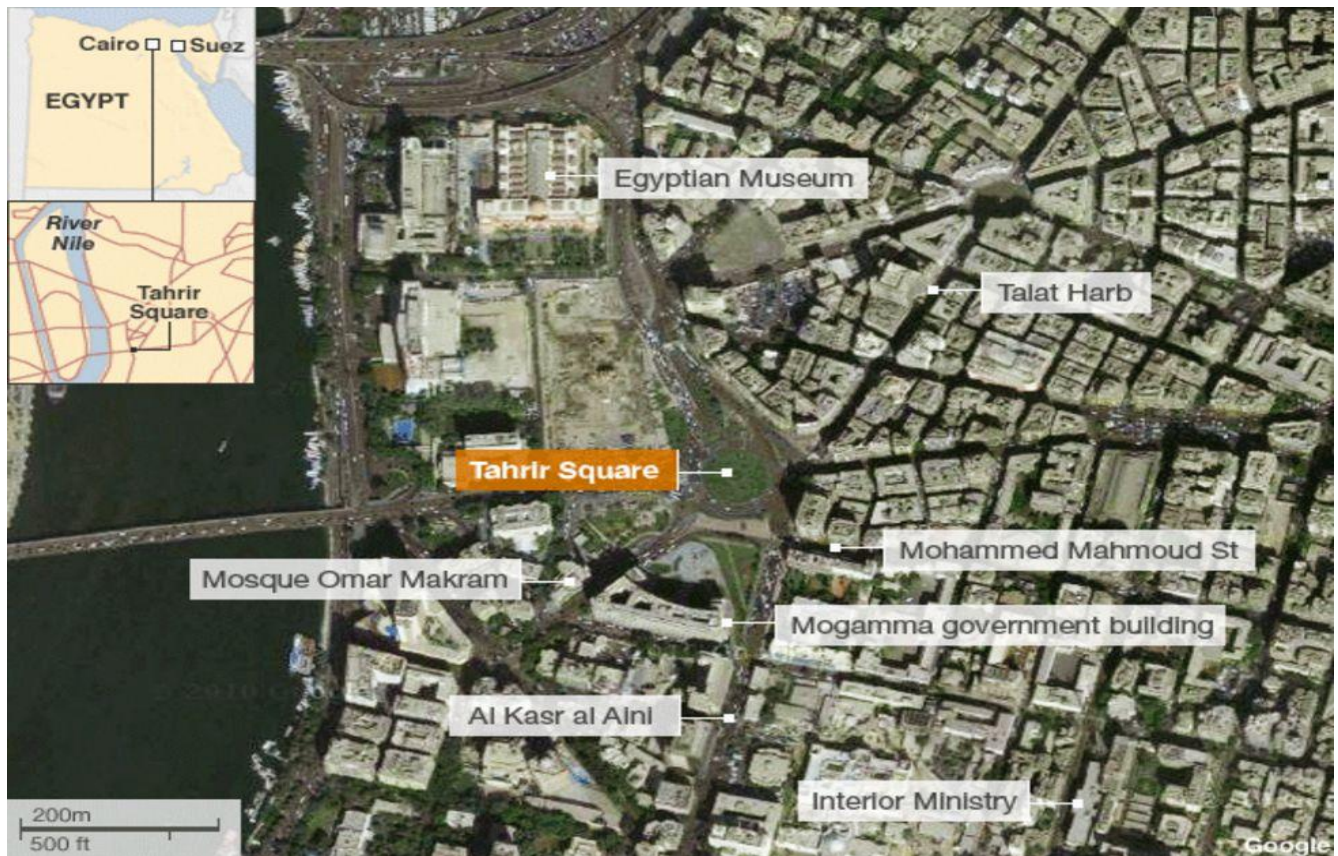 Cairo
Suez
EGYPT
River
Nile
Tahrir
Square
Egyptian Museum
Talat Harb
Tahrir Square
Mohammed Mahmoud St
Mosque Omar Makram
Mogamma government building
Al Kasr al Aini
Interior Ministry
200m
500 ft
Google